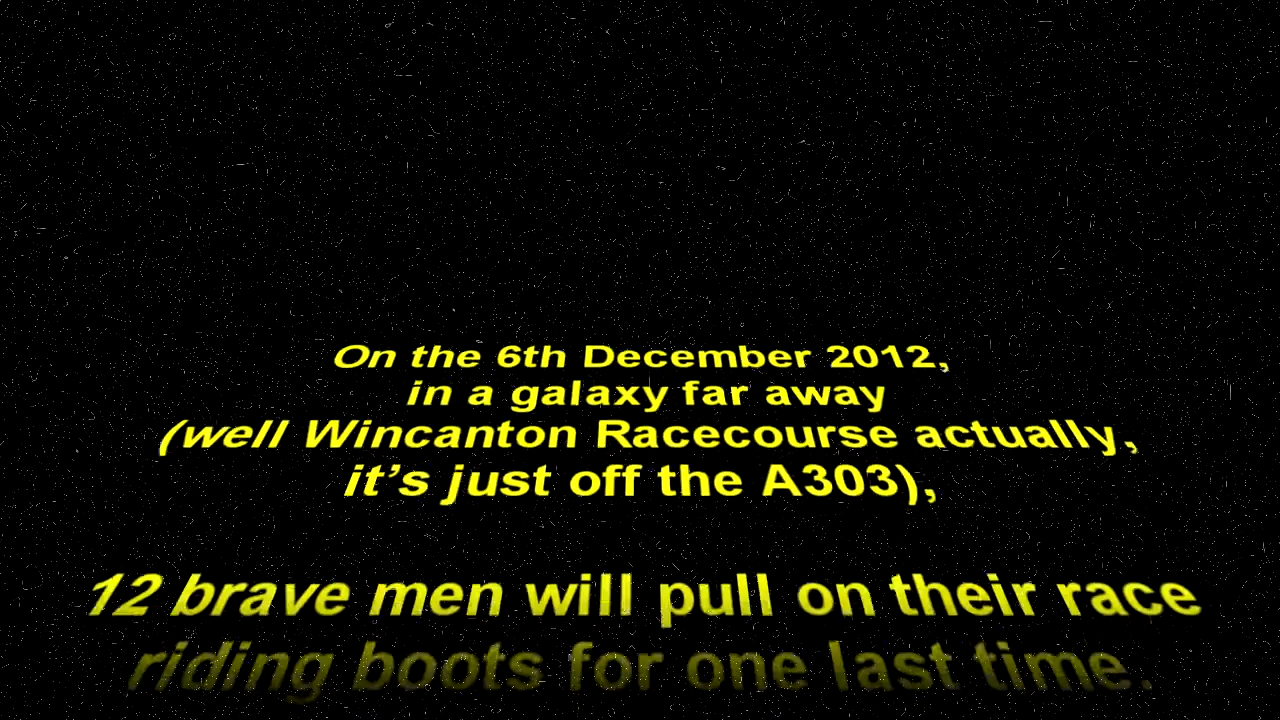 On the 6th December 2012,
in a galaxy far away
(well Wincanton Racecourse actually,
it’s just off the A303),
12 brave men will pull on their race
riding boots for one last time.